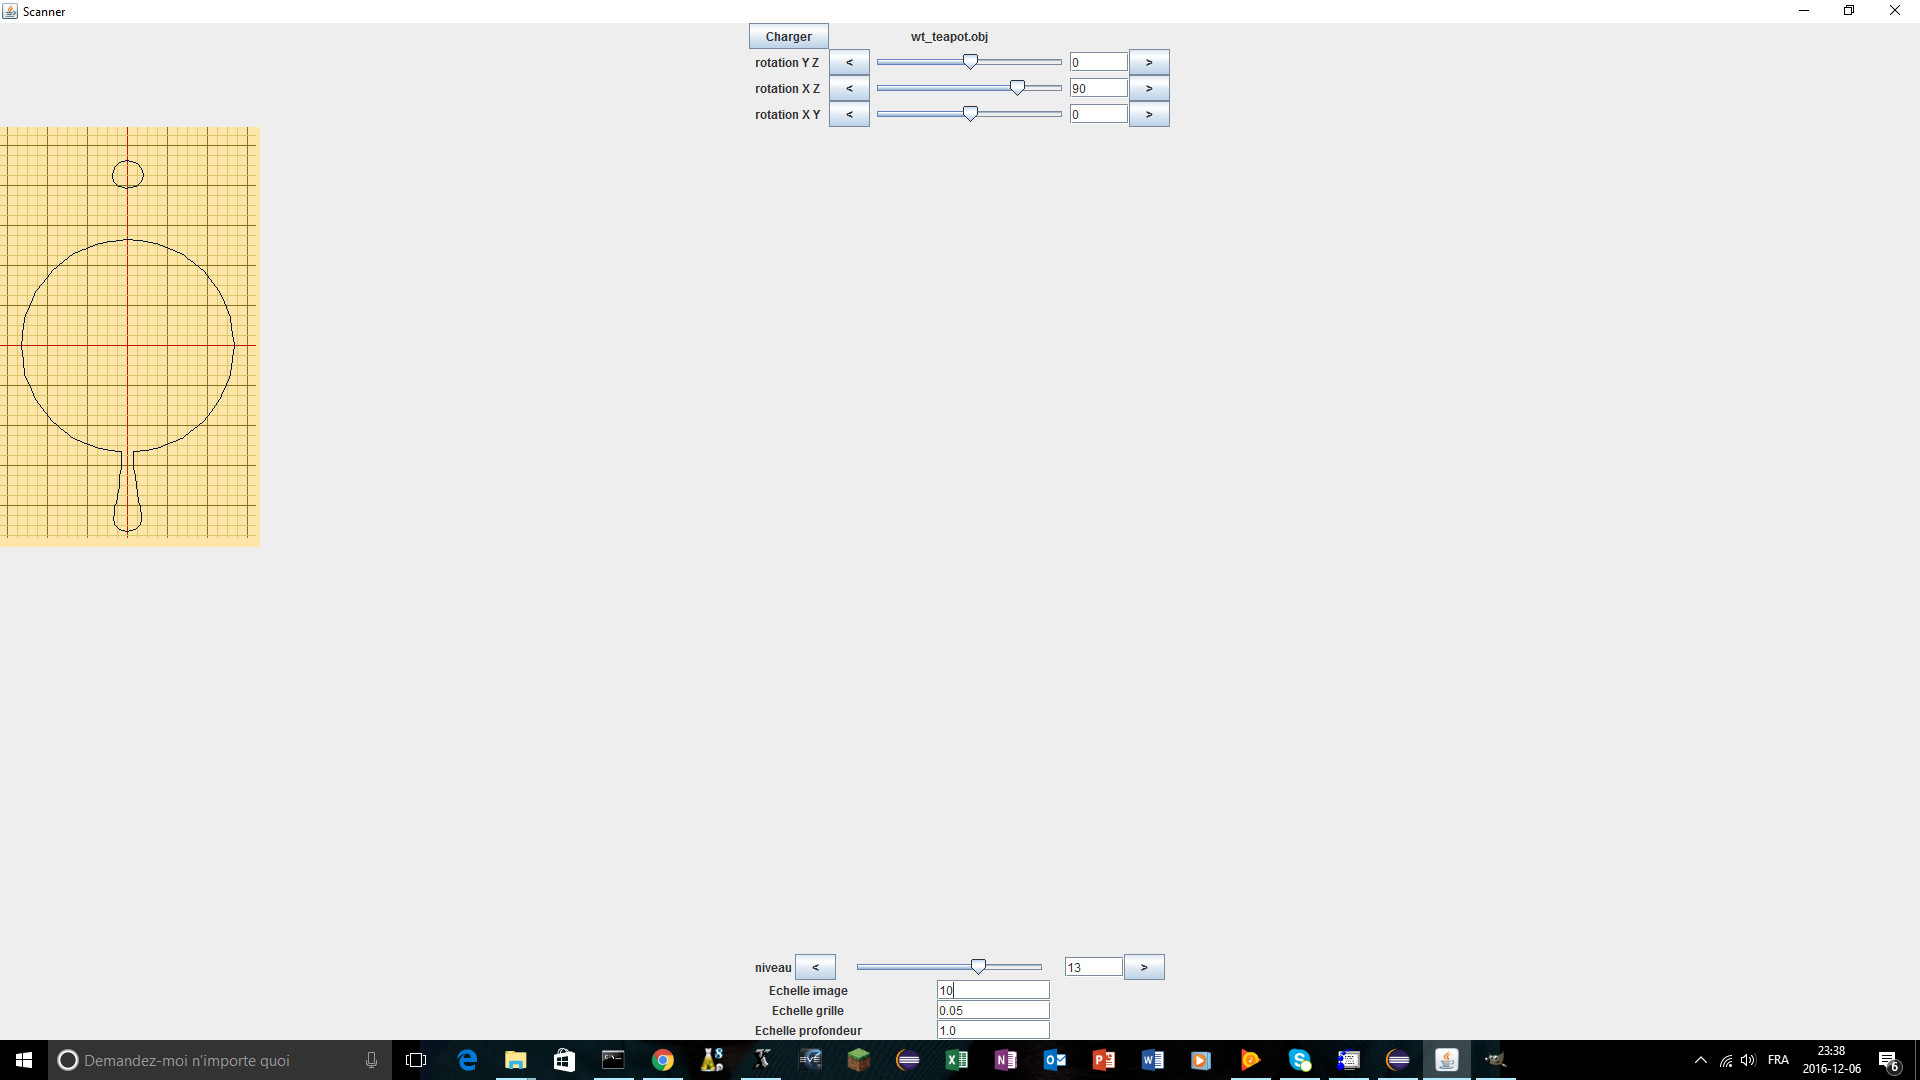 Scanner
Charger wt_teapot.obj
rotation Y Z < 0 >
rotation X Z < 90 >
rotation X Y < 0 >
niveau < 13 >
Echelle image 10
Echelle grille 0.05
Echelle profondeur 1.0
Demandez-moi n'importe quoi
FRA
23:38
2016-12-06
6